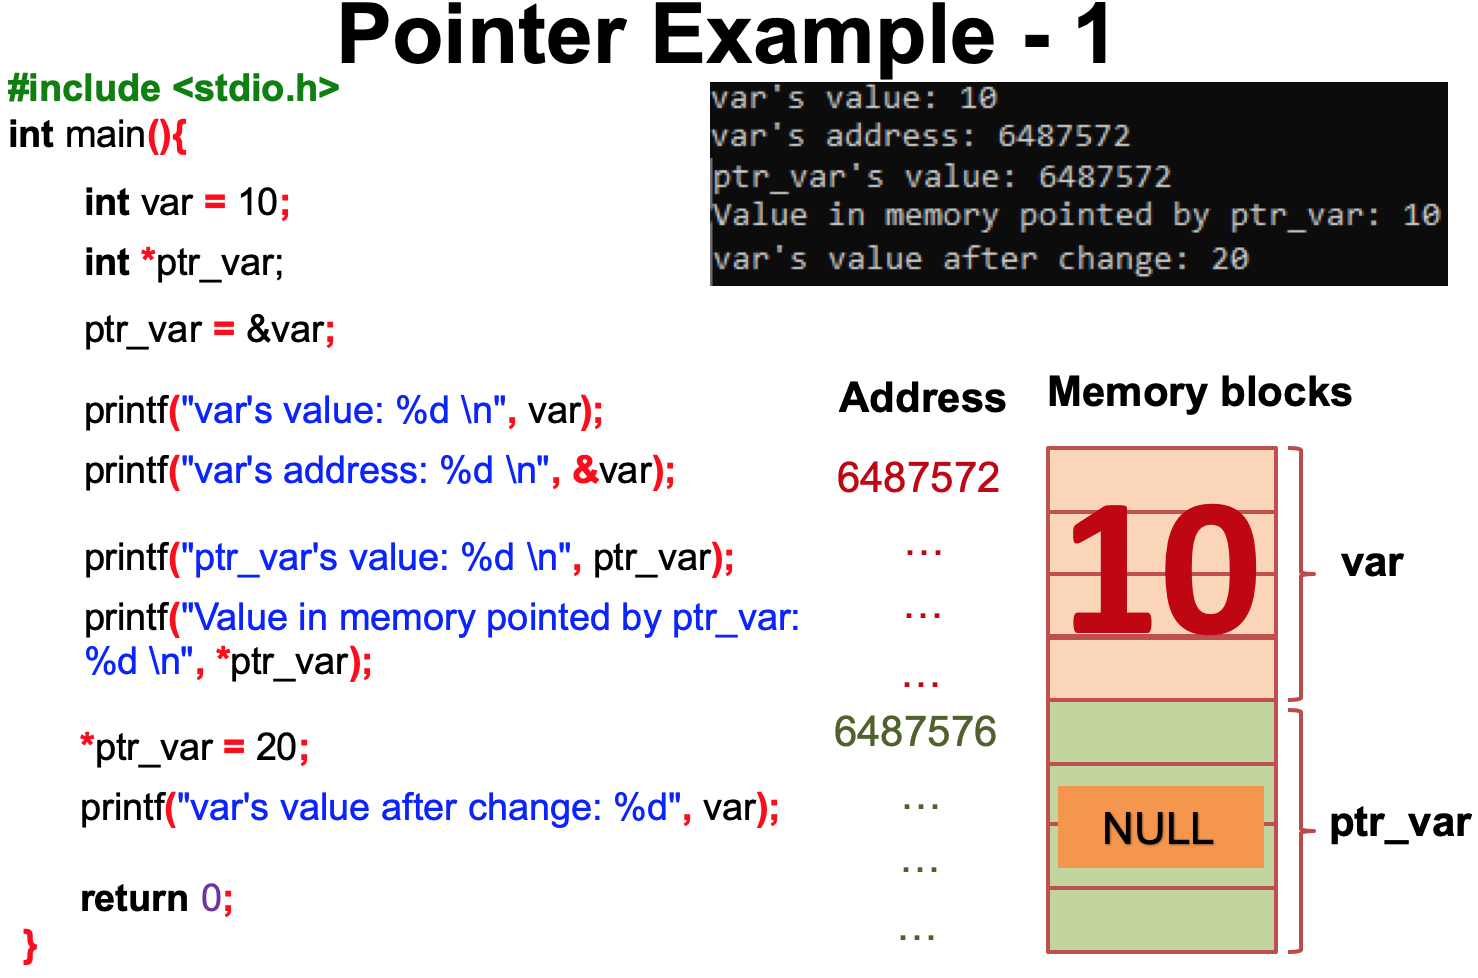 Pointer Example - 1
#include <stdio.h>
int main(){
int var = 10;
int *ptr_var;
ptr_var = &var;
printf("var's value: %d \n", var);
printf("var's address: %d \n", &var);
printf("ptr_var's value: %d \n", ptr_var);
printf("Value in memory pointed by ptr_var:
%d \n", *ptr_var);
*ptr_var = 20;
printf("var's value after change: %d", var);
return 0;
}
var's value: 10
var's address: 6487572
ptr_var's value: 6487572
Value in memory pointed by ptr_var: 10
var's value after change: 20
Address
Memory blocks
6487572
...
...
...
6487576
...
...
...
10
NULL
var
ptr_var